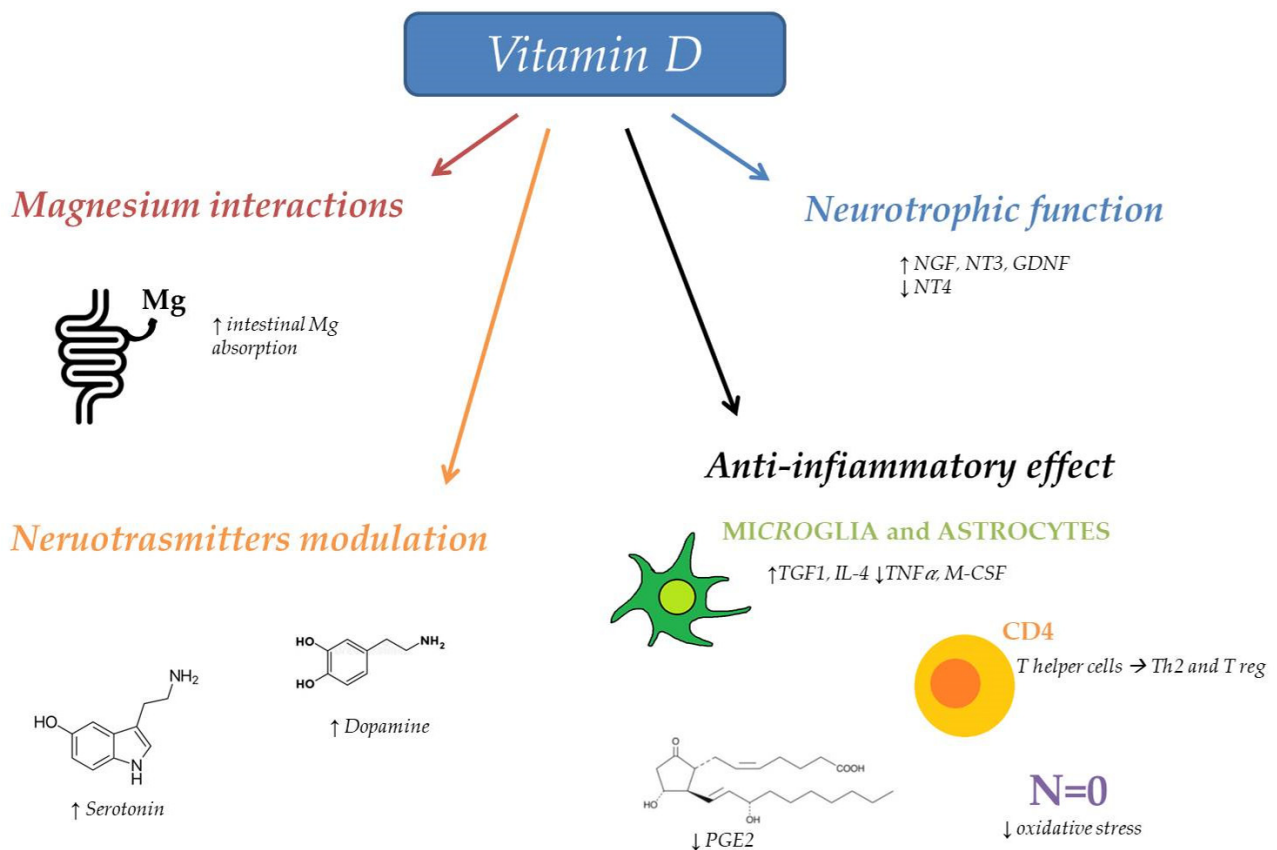 Vitamin D
Magnesium interactions
Mg
↑ intestinal Mg
absorption
Neurotrophic function
↑ NGF, NT3, GDNF
↓ NT4
Neruotrasmitters modulation
HO
HO
NH₂
↑ Dopamine
NH₂
HO
N
H
↑ Serotonin
Anti-infiammatory effect
MICROGLIA and ASTROCYTES
↑TGF1, IL-4 ↓TNFα, M-CSF
CD4
T helper cells → Th2 and T reg
O
COOH
HO
OH
↓ PGE2
N=0
↓ oxidative stress